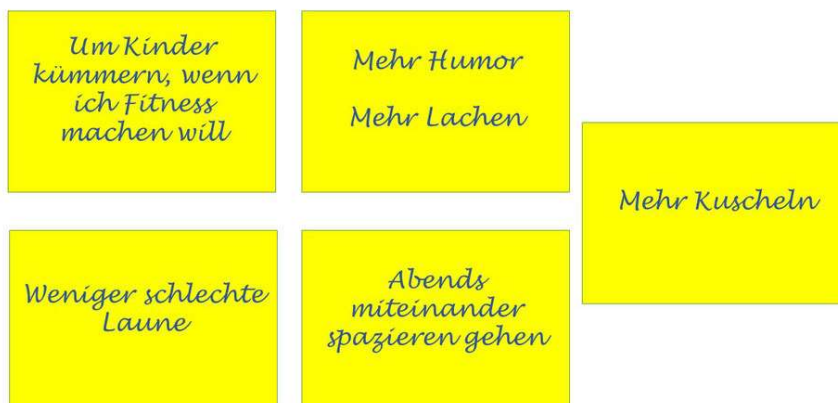 Um Kinder
kümmern, wenn
ich Fitness
machen will
Mehr Humor
Mehr Lachen
Mehr Kuscheln
Weniger schlechte
Laune
Abends
miteinander
spazieren gehen